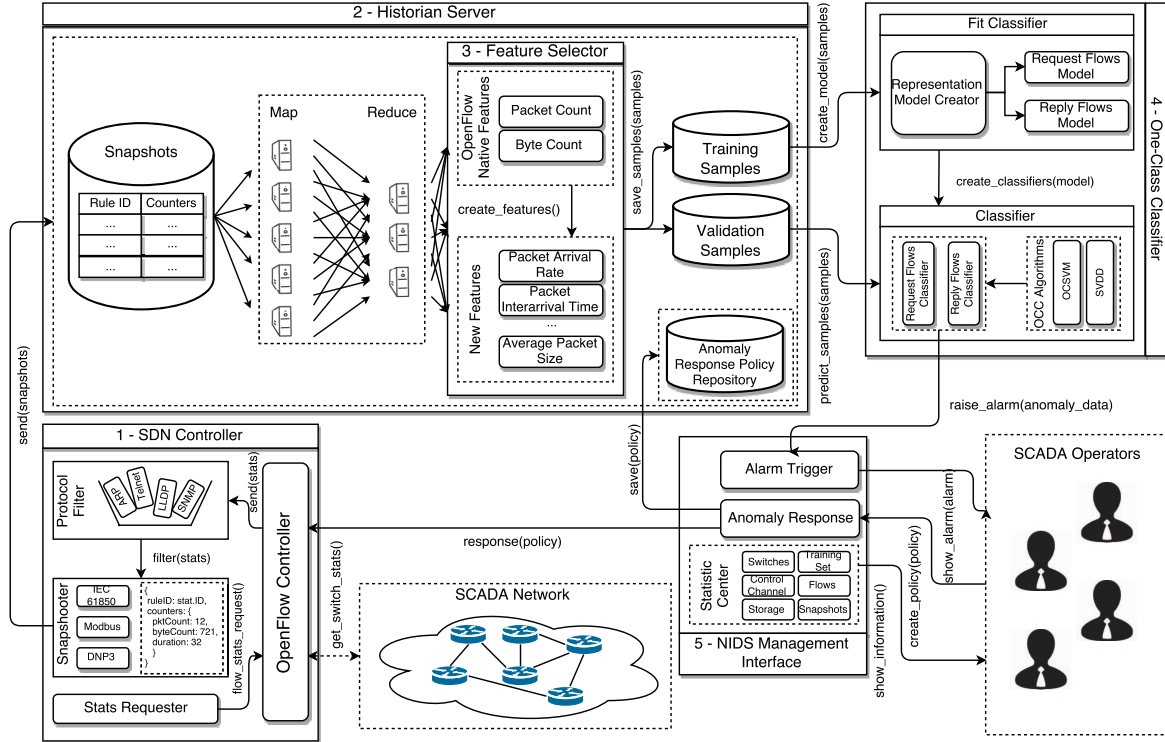 2 - Historian Server
3 - Feature Selector
Map
Reduce
Snapshots
Rule ID
Counters
...
...
...
...
...
...
OpenFlow
Native Features
Packet Count
Byte Count
create_features()
New Features
Packet Arrival
Rate
Packet
Interarrival Time
...
Average Packet
Size
save_samples(samples)
Training
Samples
Validation
Samples
Anomaly
Response Policy
Repository
create_model(samples)
predict_samples(samples)
4 - One-Class Classifier
Fit Classifier
Representation
Model Creator
Request Flows
Model
Reply Flows
Model
create_classifiers(model)
Classifier
Request Flows
Classifier
Reply Flows
Classifier
OCC Algorithms
OCSVM
SVDD
raise_alarm(anomaly_data)
send(snapshots)
1 - SDN Controller
Protocol
Filter
ARP
Telnet
LLDP
SNMP
send(stats)
filter(stats)
Snapshooter
IEC
61850
Modbus
DNP3
{
ruleID: stat.ID,
counters: {
pktCount: 12,
byteCount: 721,
duration: 32
}
}
flow_stats_request()
Stats Requester
OpenFlow Controller
get_switch_stats()
response(policy)
SCADA Network
save(policy)
Alarm Trigger
Anomaly Response
Statistic
Center
Switches
Training
Set
Control
Channel
Flows
Storage
Snapshots
5 - NIDS Management
Interface
show_information()
create_policy(policy)
show_alarm(alarm)
SCADA Operators